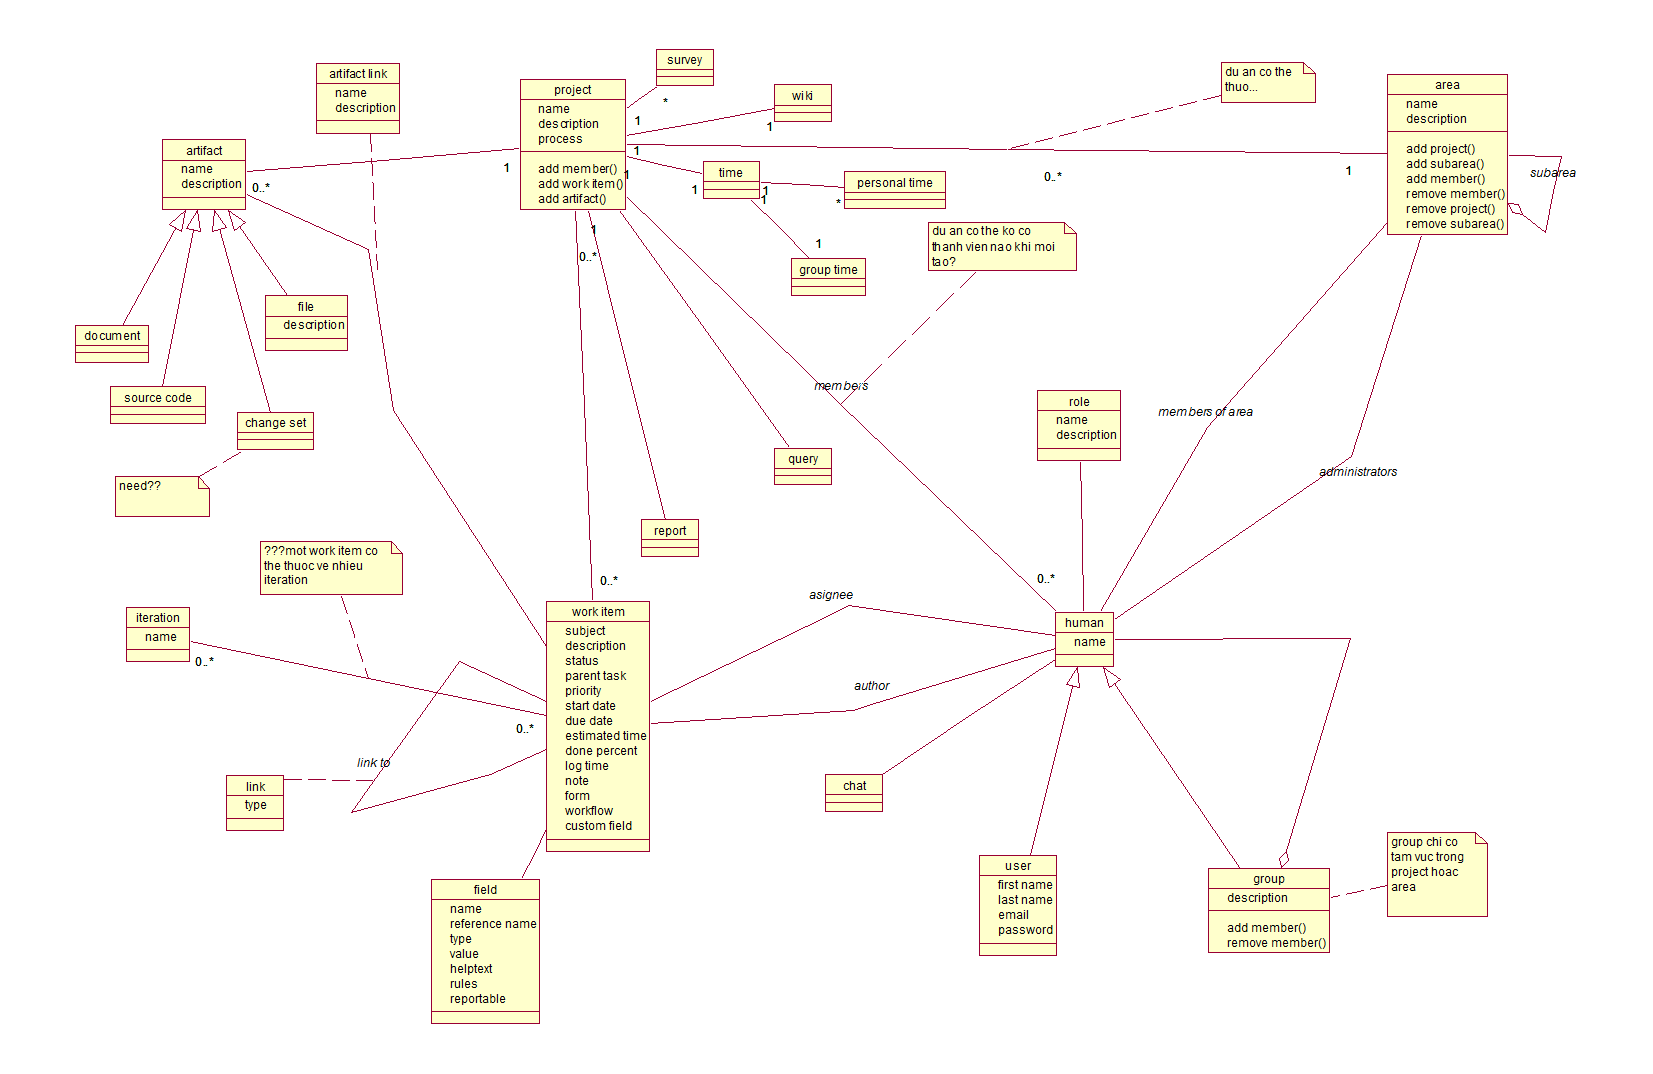 survey
*
artifact link
name
description
project
name
description
process
add member()
add work item()
add artifact()
wiki
1
1
du an co the
thuo...
area
name
description
add project()
add subarea()
add member()
remove member()
remove project()
remove subarea()
subarea
artifact
name
description
0..*
1
1
1
time
1
1
1
personal time
*
0..*
1
du an co the ko co
thanh vien nao khi moi
tao?
1
group time
1
0..*
file
description
document
source code
change set
need??
members
role
name
description
members of area
administrators
query
report
???mot work item co
the thuoc ve nhieu
iteration
0..*
0..*
iteration
name
0..*
work item
subject
description
status
parent task
priority
start date
due date
estimated time
done percent
log time
note
form
workflow
custom field
asignee
human
name
author
0..*
link to
link
type
chat
field
name
reference name
type
value
helptext
rules
reportable
user
first name
last name
email
password
group
description
add member()
remove member()
group chi co
tam vuc trong
project hoac
area